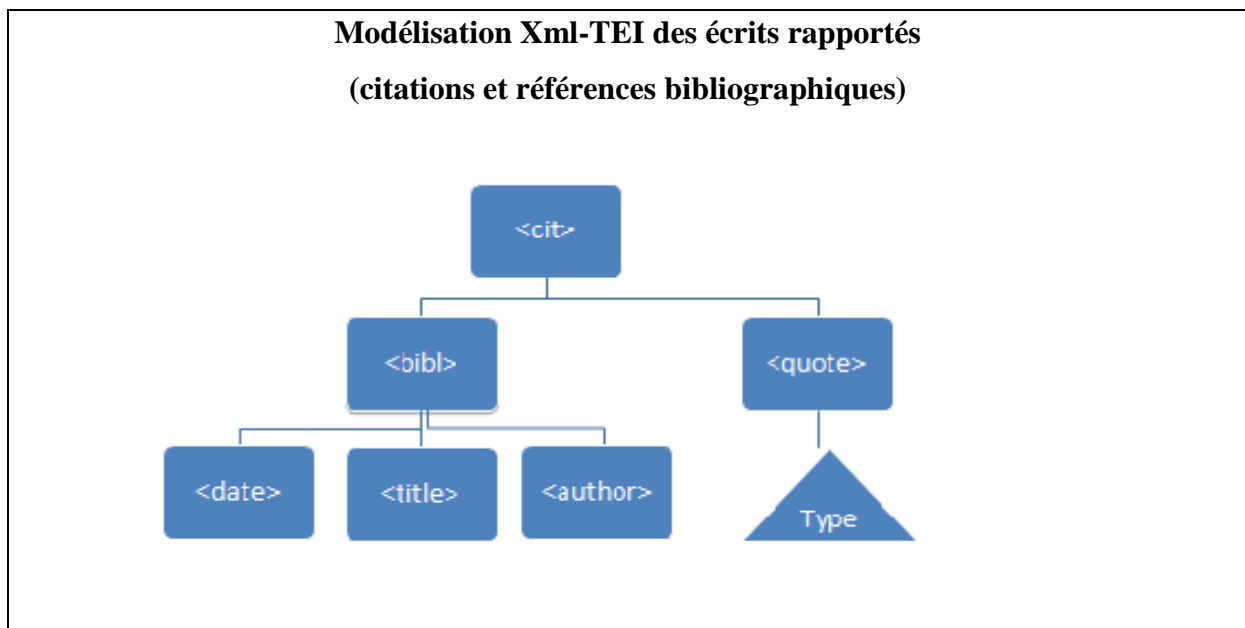 Modélisation Xml-TEI des écrits rapportés
(citations et références bibliographiques)
<cit>
<bibl>
<quote>
<date>
<title>
<author>
Type